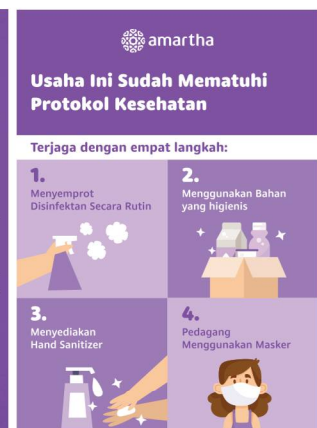 amartha
Usaha Ini Sudah Mematuhi
Protokol Kesehatan
Terjaga dengan empat langkah:
1.
Menyemprot
Disinfektan Secara Rutin
2.
Menggunakan Bahan
yang higienis
3.
Menyediakan
Hand Sanitizer
4.
Pedagang
Menggunakan Masker